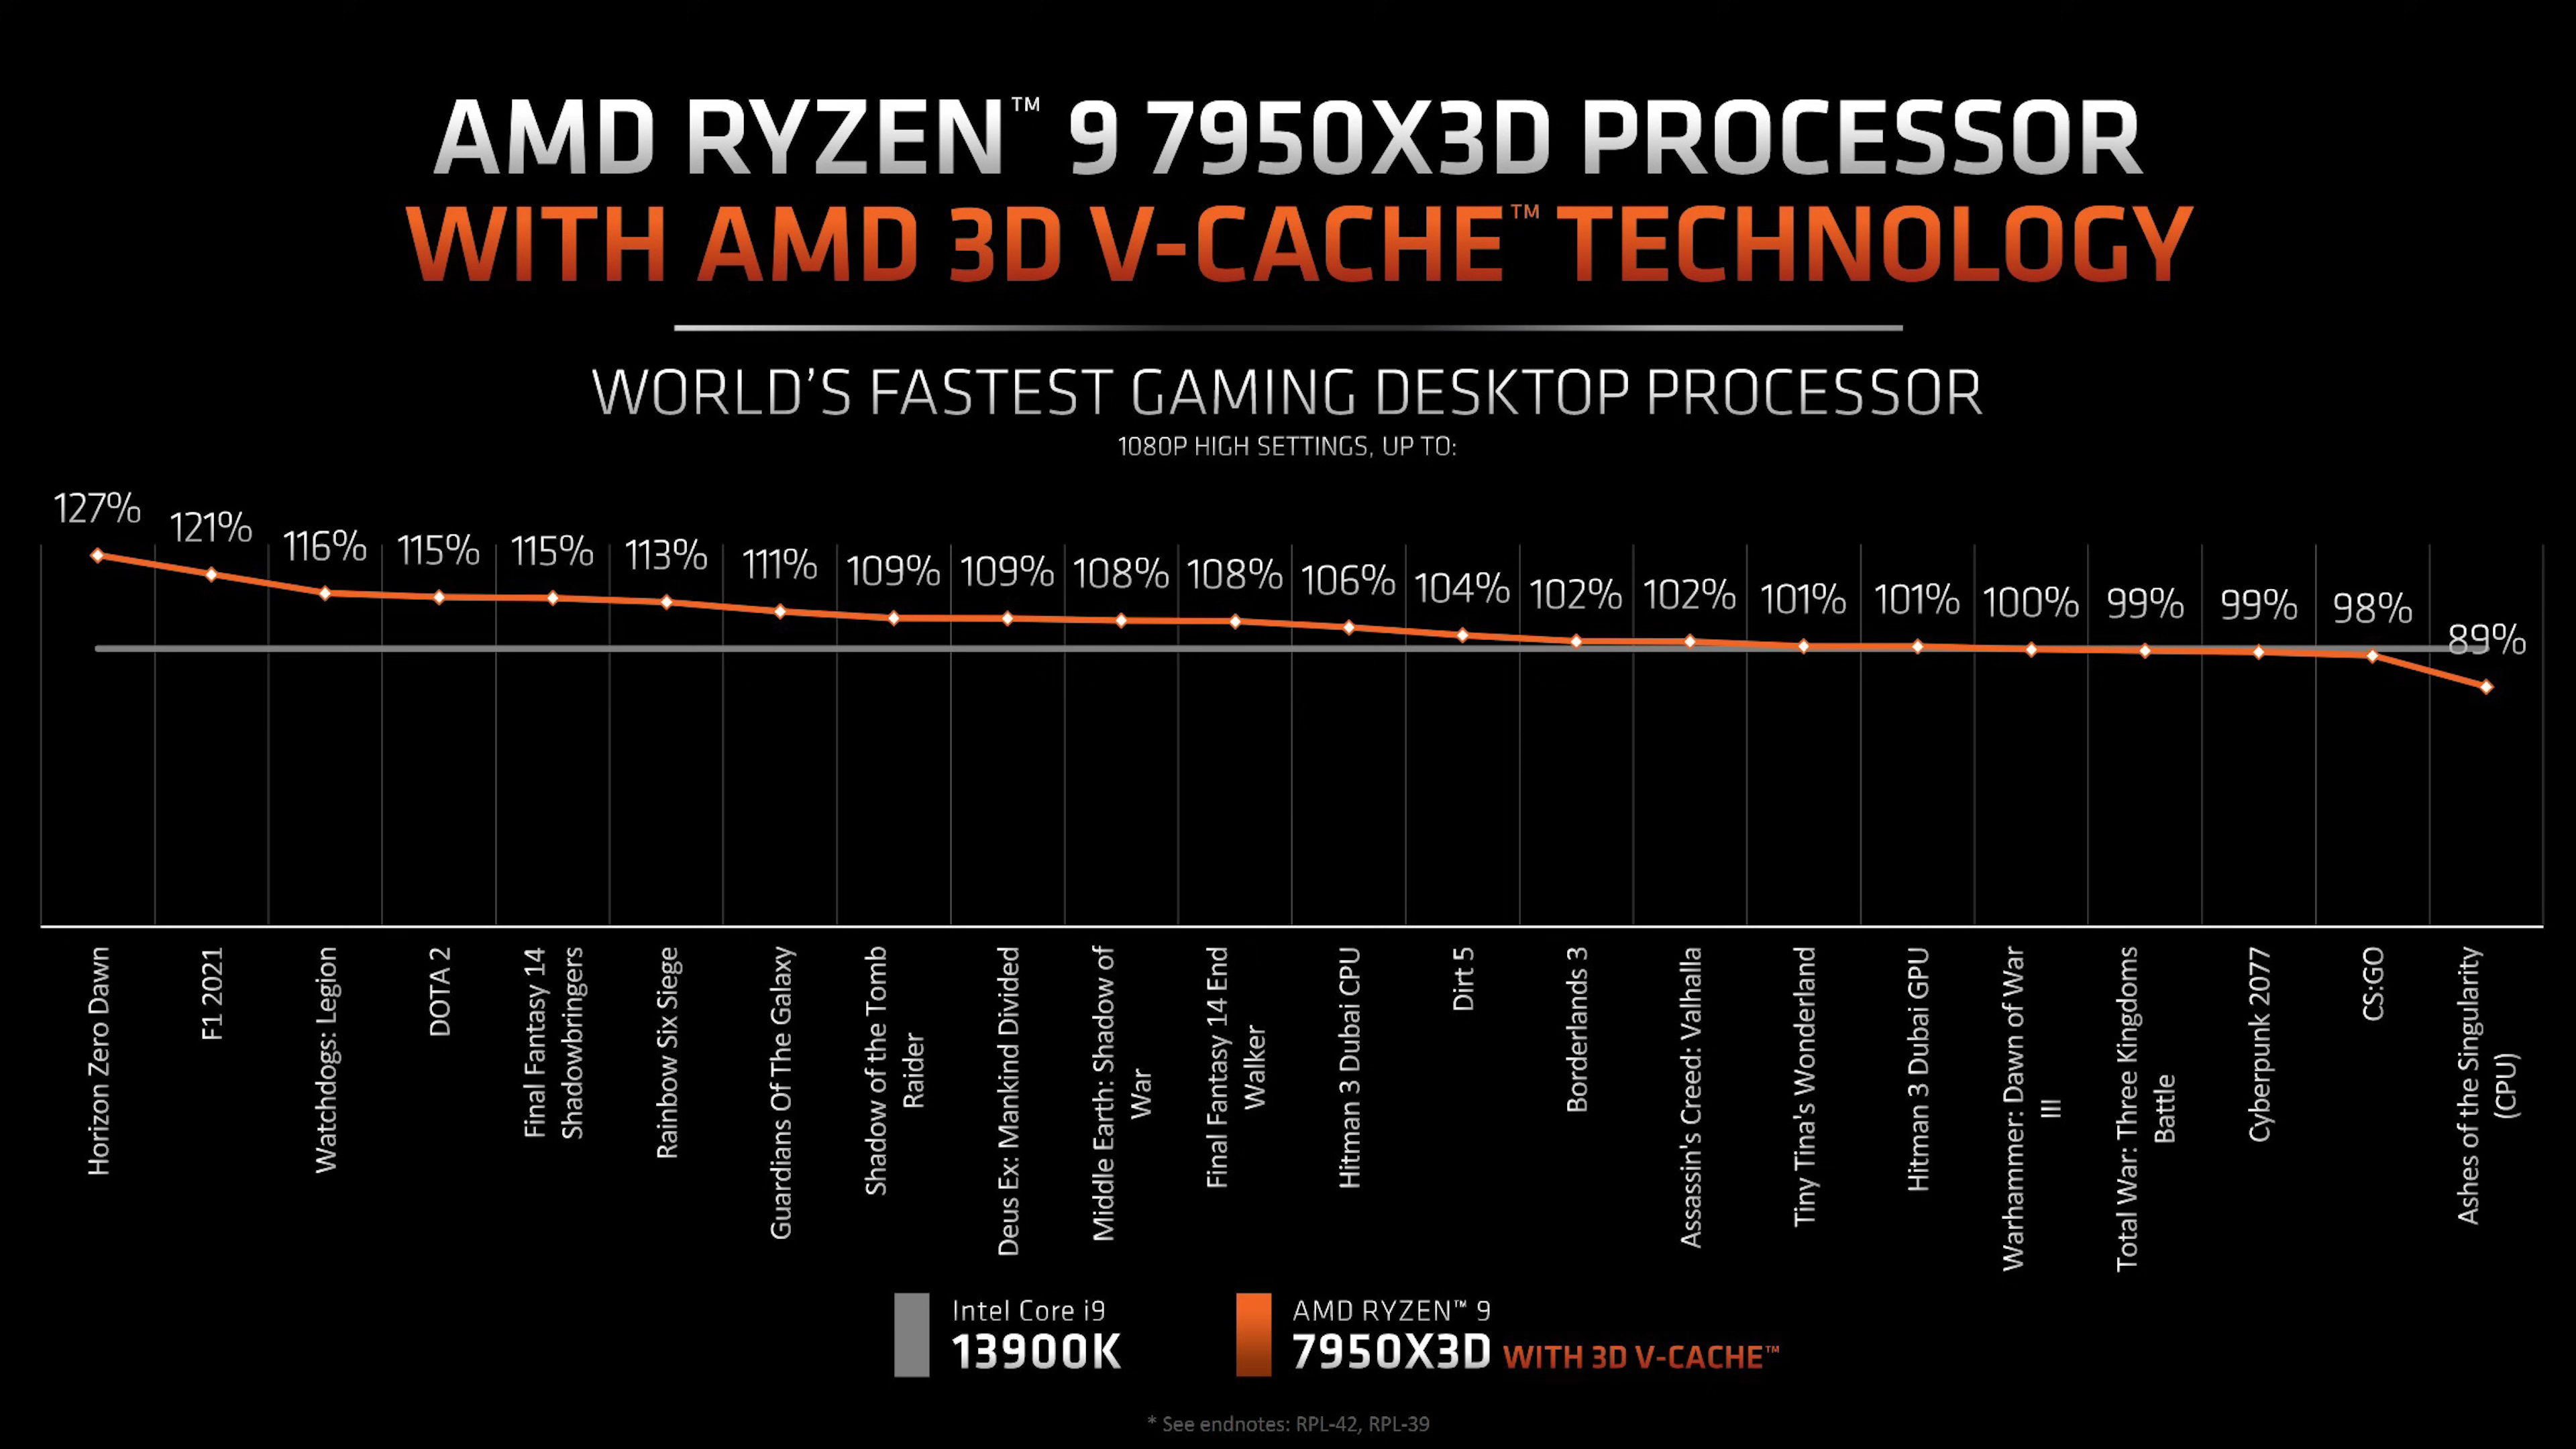 AMD RYZEN™ 9 7950X3D PROCESSOR
WITH AMD 3D V-CACHE™ TECHNOLOGY
WORLD'S FASTEST GAMING DESKTOP PROCESSOR
1080P HIGH SETTINGS, UP TO:
127%
121%
116%
115%
115%
113%
111%
109%
109%
108%
108%
106%
104%
102%
102%
101%
101%
100%
99%
99%
98%
89%
Horizon Zero Dawn
F1 2021
Watchdogs: Legion
DOTA 2
Final Fantasy 14
Shadowbringers
Rainbow Six Siege
Guardians Of The Galaxy
Shadow of the Tomb
Raider
Deus Ex: Mankind Divided
Middle Earth: Shadow of
War
Final Fantasy 14 End
Walker
Hitman 3 Dubai CPU
Dirt 5
Borderlands 3
Assassin's Creed: Valhalla
Tiny Tina's Wonderland
Hitman 3 Dubai GPU
Warhammer: Dawn of War
III
Total War: Three Kingdoms
Battle
Cyberpunk 2077
CS:GO
Ashes of the Singularity
(CPU)
Intel Core i9
13900K
AMD RYZEN™ 9
7950X3D WITH 3D V-CACHE™
* See endnotes: RPL-42, RPL-39